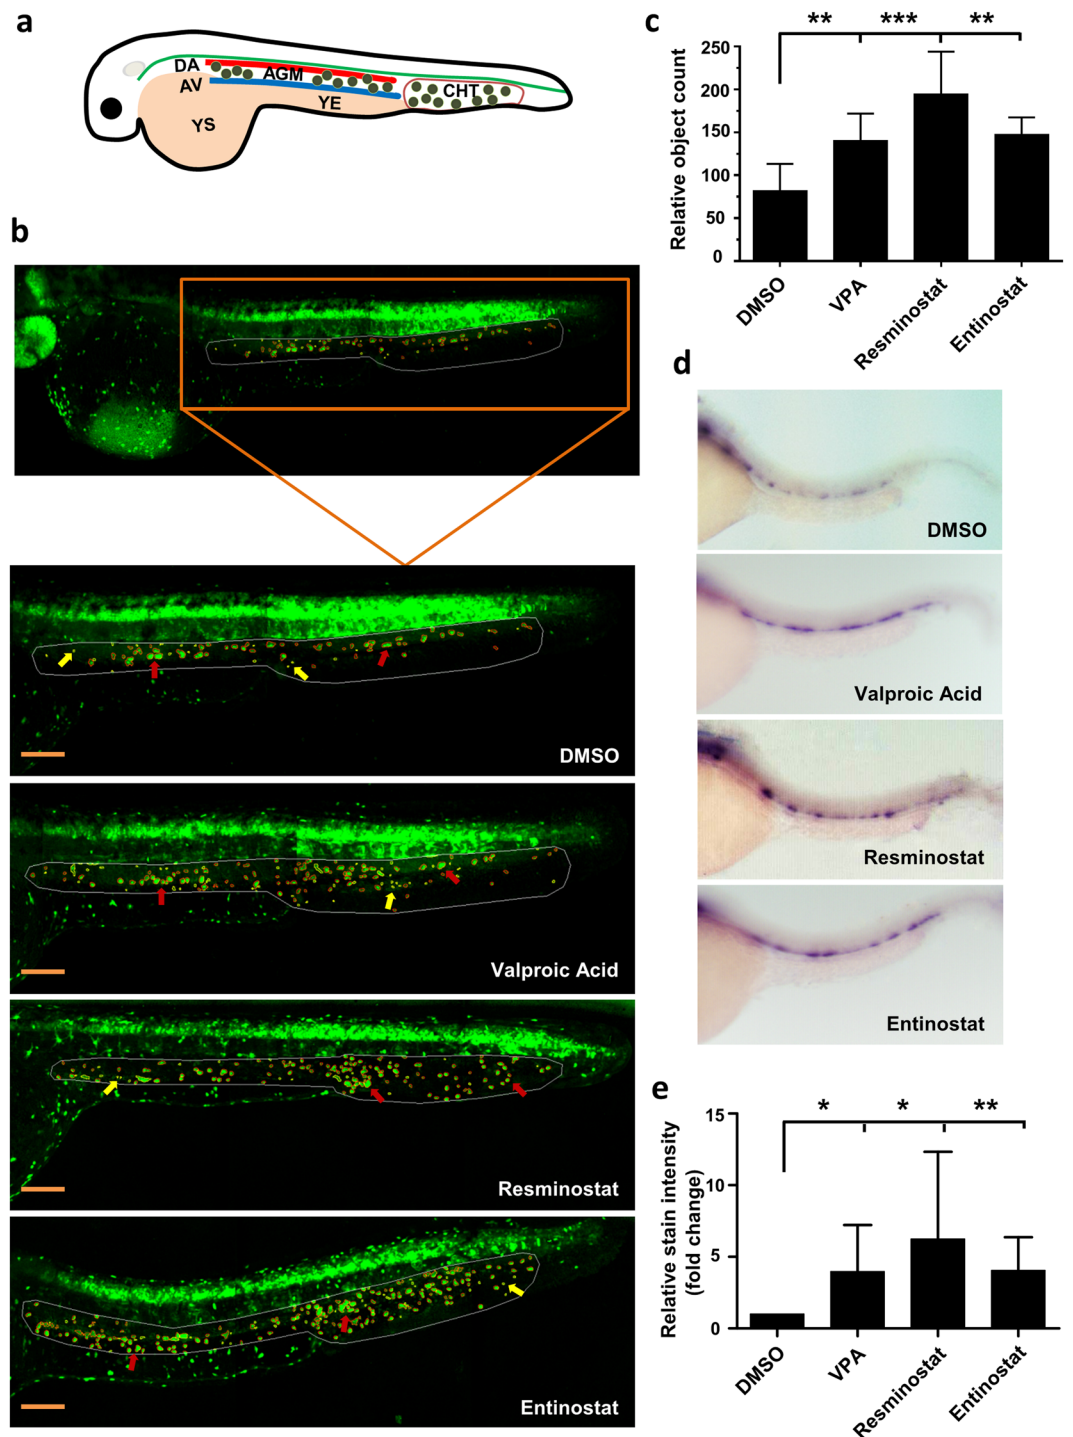 a
DA
AGM
AV
CHT
YE
YS
b
DMSO
Valproic Acid
Resminostat
Entinostat
c
** *** **
Relative object count
250
200
150
100
50
0
DMSO
VPA
Resminostat
Entinostat
d
DMSO
Valproic Acid
Resminostat
Entinostat
e
* * **
Relative stain intensity
(fold change)
15
10
5
0
DMSO
VPA
Resminostat
Entinostat